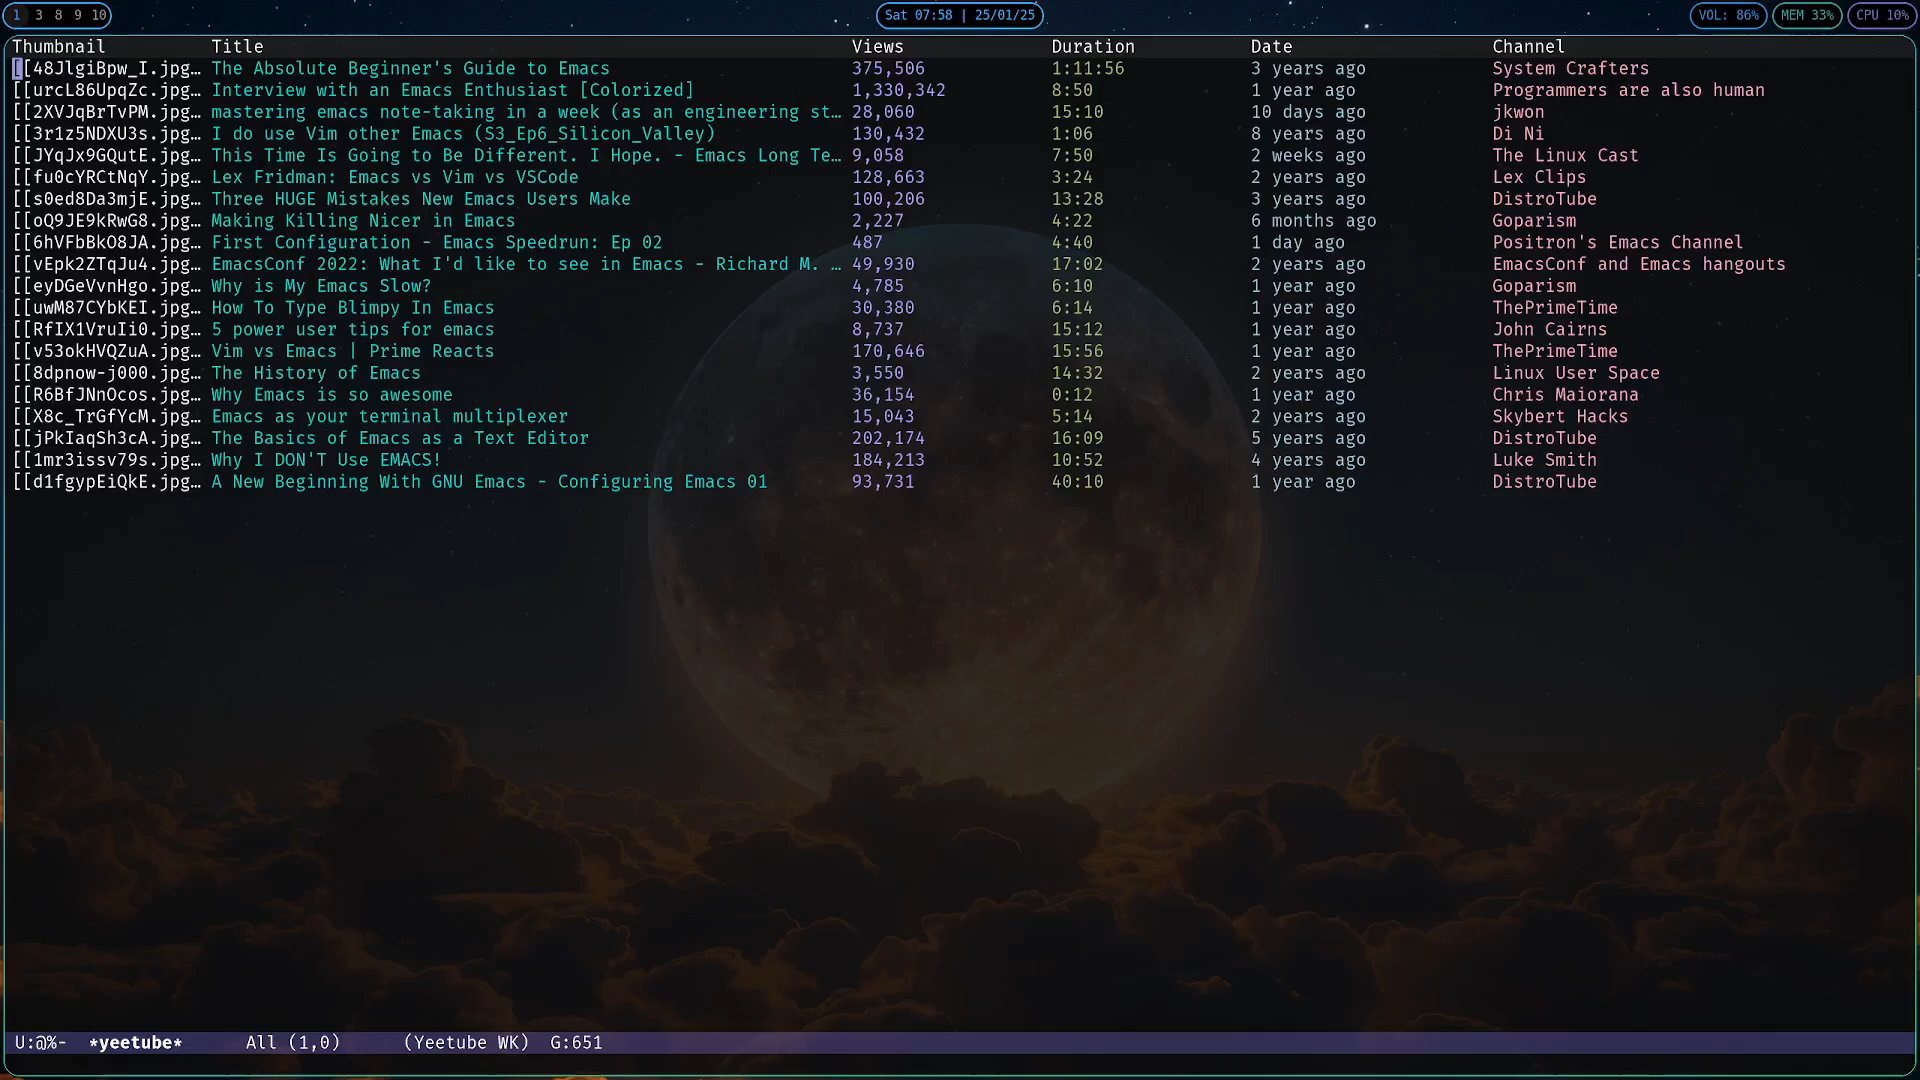 1 3 8 9 10 Sat 07:58 | 25/01/25 VOL: 86% MEM 33% CPU 10%
Thumbnail Title Views Duration Date Channel
[[48JlgiBpw_I.jpg… The Absolute Beginner's Guide to Emacs 375,506 1:11:56 3 years ago System Crafters
[[urcL86UpqZc.jpg… Interview with an Emacs Enthusiast [Colorized] 1,330,342 8:50 1 year ago Programmers are also human
[[2XVJqBrTvPM.jpg… mastering emacs note-taking in a week (as an engineering st… 28,060 15:10 10 days ago jkwon
[[3r1z5NDXU3s.jpg… I do use Vim other Emacs (S3_Ep6_Silicon_Valley) 130,432 1:06 8 years ago Di Ni
[[JYqJx9GQutE.jpg… This Time Is Going to Be Different. I Hope. - Emacs Long Te… 9,058 7:50 2 weeks ago The Linux Cast
[[fu0cYRCtNqY.jpg… Lex Fridman: Emacs vs Vim vs VSCode 128,663 3:24 2 years ago Lex Clips
[[s0ed8Da3mjE.jpg… Three HUGE Mistakes New Emacs Users Make 100,206 13:28 3 years ago DistroTube
[[oQ9JE9kRwG8.jpg… Making Killing Nicer in Emacs 2,227 4:22 6 months ago Goparism
[[6hVFbBkO8JA.jpg… First Configuration - Emacs Speedrun: Ep 02 487 4:40 1 day ago Positron's Emacs Channel
[[vEpk2ZTqJu4.jpg… EmacsConf 2022: What I'd like to see in Emacs - Richard M. … 49,930 17:02 2 years ago EmacsConf and Emacs hangouts
[[eyDGeVvnHgo.jpg… Why is My Emacs Slow? 4,785 6:10 1 year ago Goparism
[[uwM87CYbKEI.jpg… How To Type Blimpy In Emacs 30,380 6:14 1 year ago ThePrimeTime
[[RfIX1VruIi0.jpg… 5 power user tips for emacs 8,737 15:12 1 year ago John Cairns
[[v53okHVQZuA.jpg… Vim vs Emacs | Prime Reacts 170,646 15:56 1 year ago ThePrimeTime
[[8dpnow-j000.jpg… The History of Emacs 3,550 14:32 2 years ago Linux User Space
[[R6BfJNnOcos.jpg… Why Emacs is so awesome 36,154 0:12 1 year ago Chris Maiorana
[[X8c_TrGfYcM.jpg… Emacs as your terminal multiplexer 15,043 5:14 2 years ago Skybert Hacks
[[jPkIaqSh3cA.jpg… The Basics of Emacs as a Text Editor 202,174 16:09 5 years ago DistroTube
[[1mr3issv79s.jpg… Why I DON'T Use EMACS! 184,213 10:52 4 years ago Luke Smith
[[d1fgypEiQkE.jpg… A New Beginning With GNU Emacs - Configuring Emacs 01 93,731 40:10 1 year ago DistroTube
U:@%- *yeetube* All (1,0) (Yeetube WK) G:651